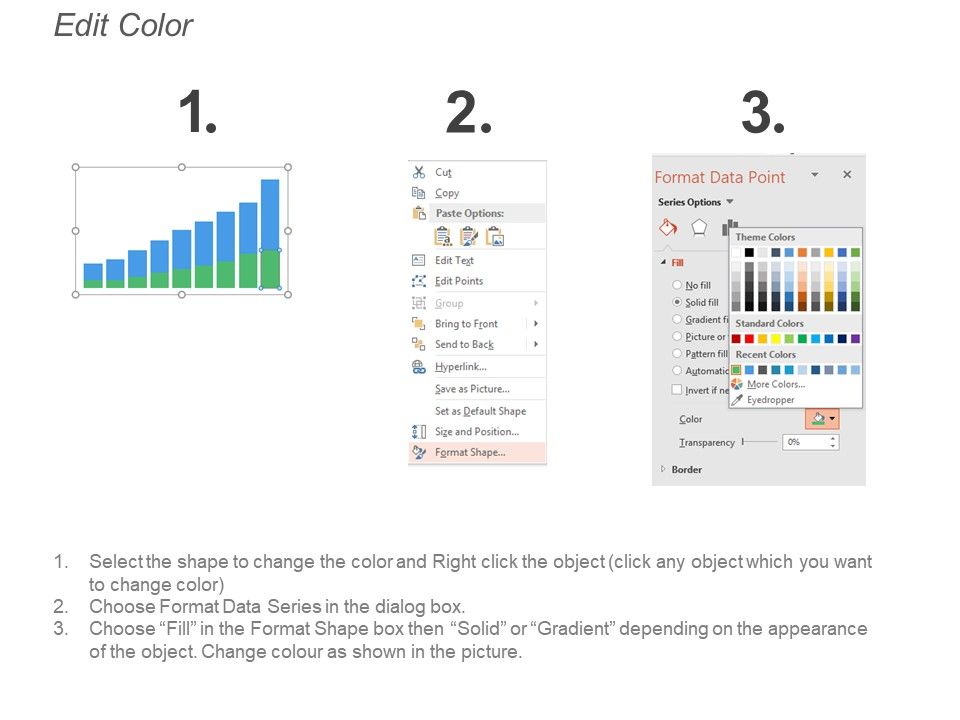 Edit Color
1.
2.
3.
Cut
Copy
Paste Options:
Edit Text
Edit Points
Group
Bring to Front
Send to Back
Hyperlink...
Save as Picture...
Set as Default Shape
Size and Position...
Format Shape...
Format Data Point
Series Options
Fill
No fill
Solid fill
Gradient fi
Picture or
Pattern fill
Automatic
Invert if ne
Theme Colors
Standard Colors
Recent Colors
More Colors...
Eyedropper
Color
Transparency
0%
Border
1. Select the shape to change the color and Right click the object (click any object which you want
to change color)
2. Choose Format Data Series in the dialog box.
3. Choose “Fill” in the Format Shape box then “Solid” or “Gradient” depending on the appearance
of the object. Change colour as shown in the picture.